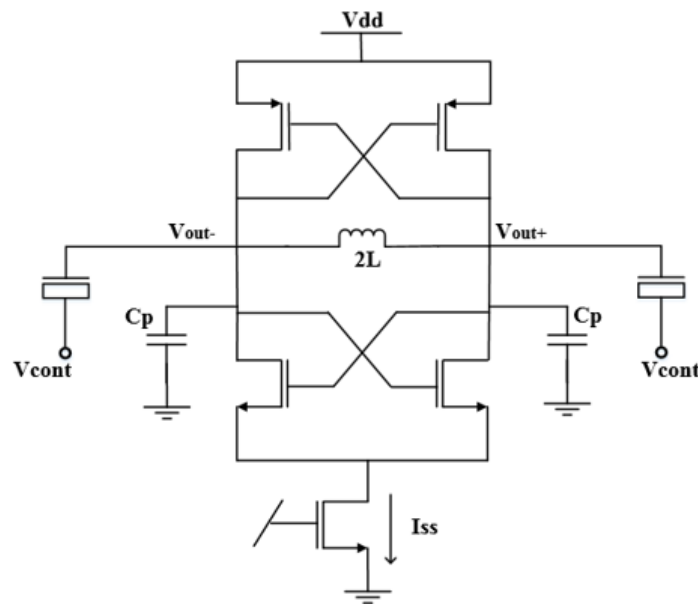 Vdd
Vout-
Vout+
2L
Cp
Cp
Vcont
Vcont
Iss